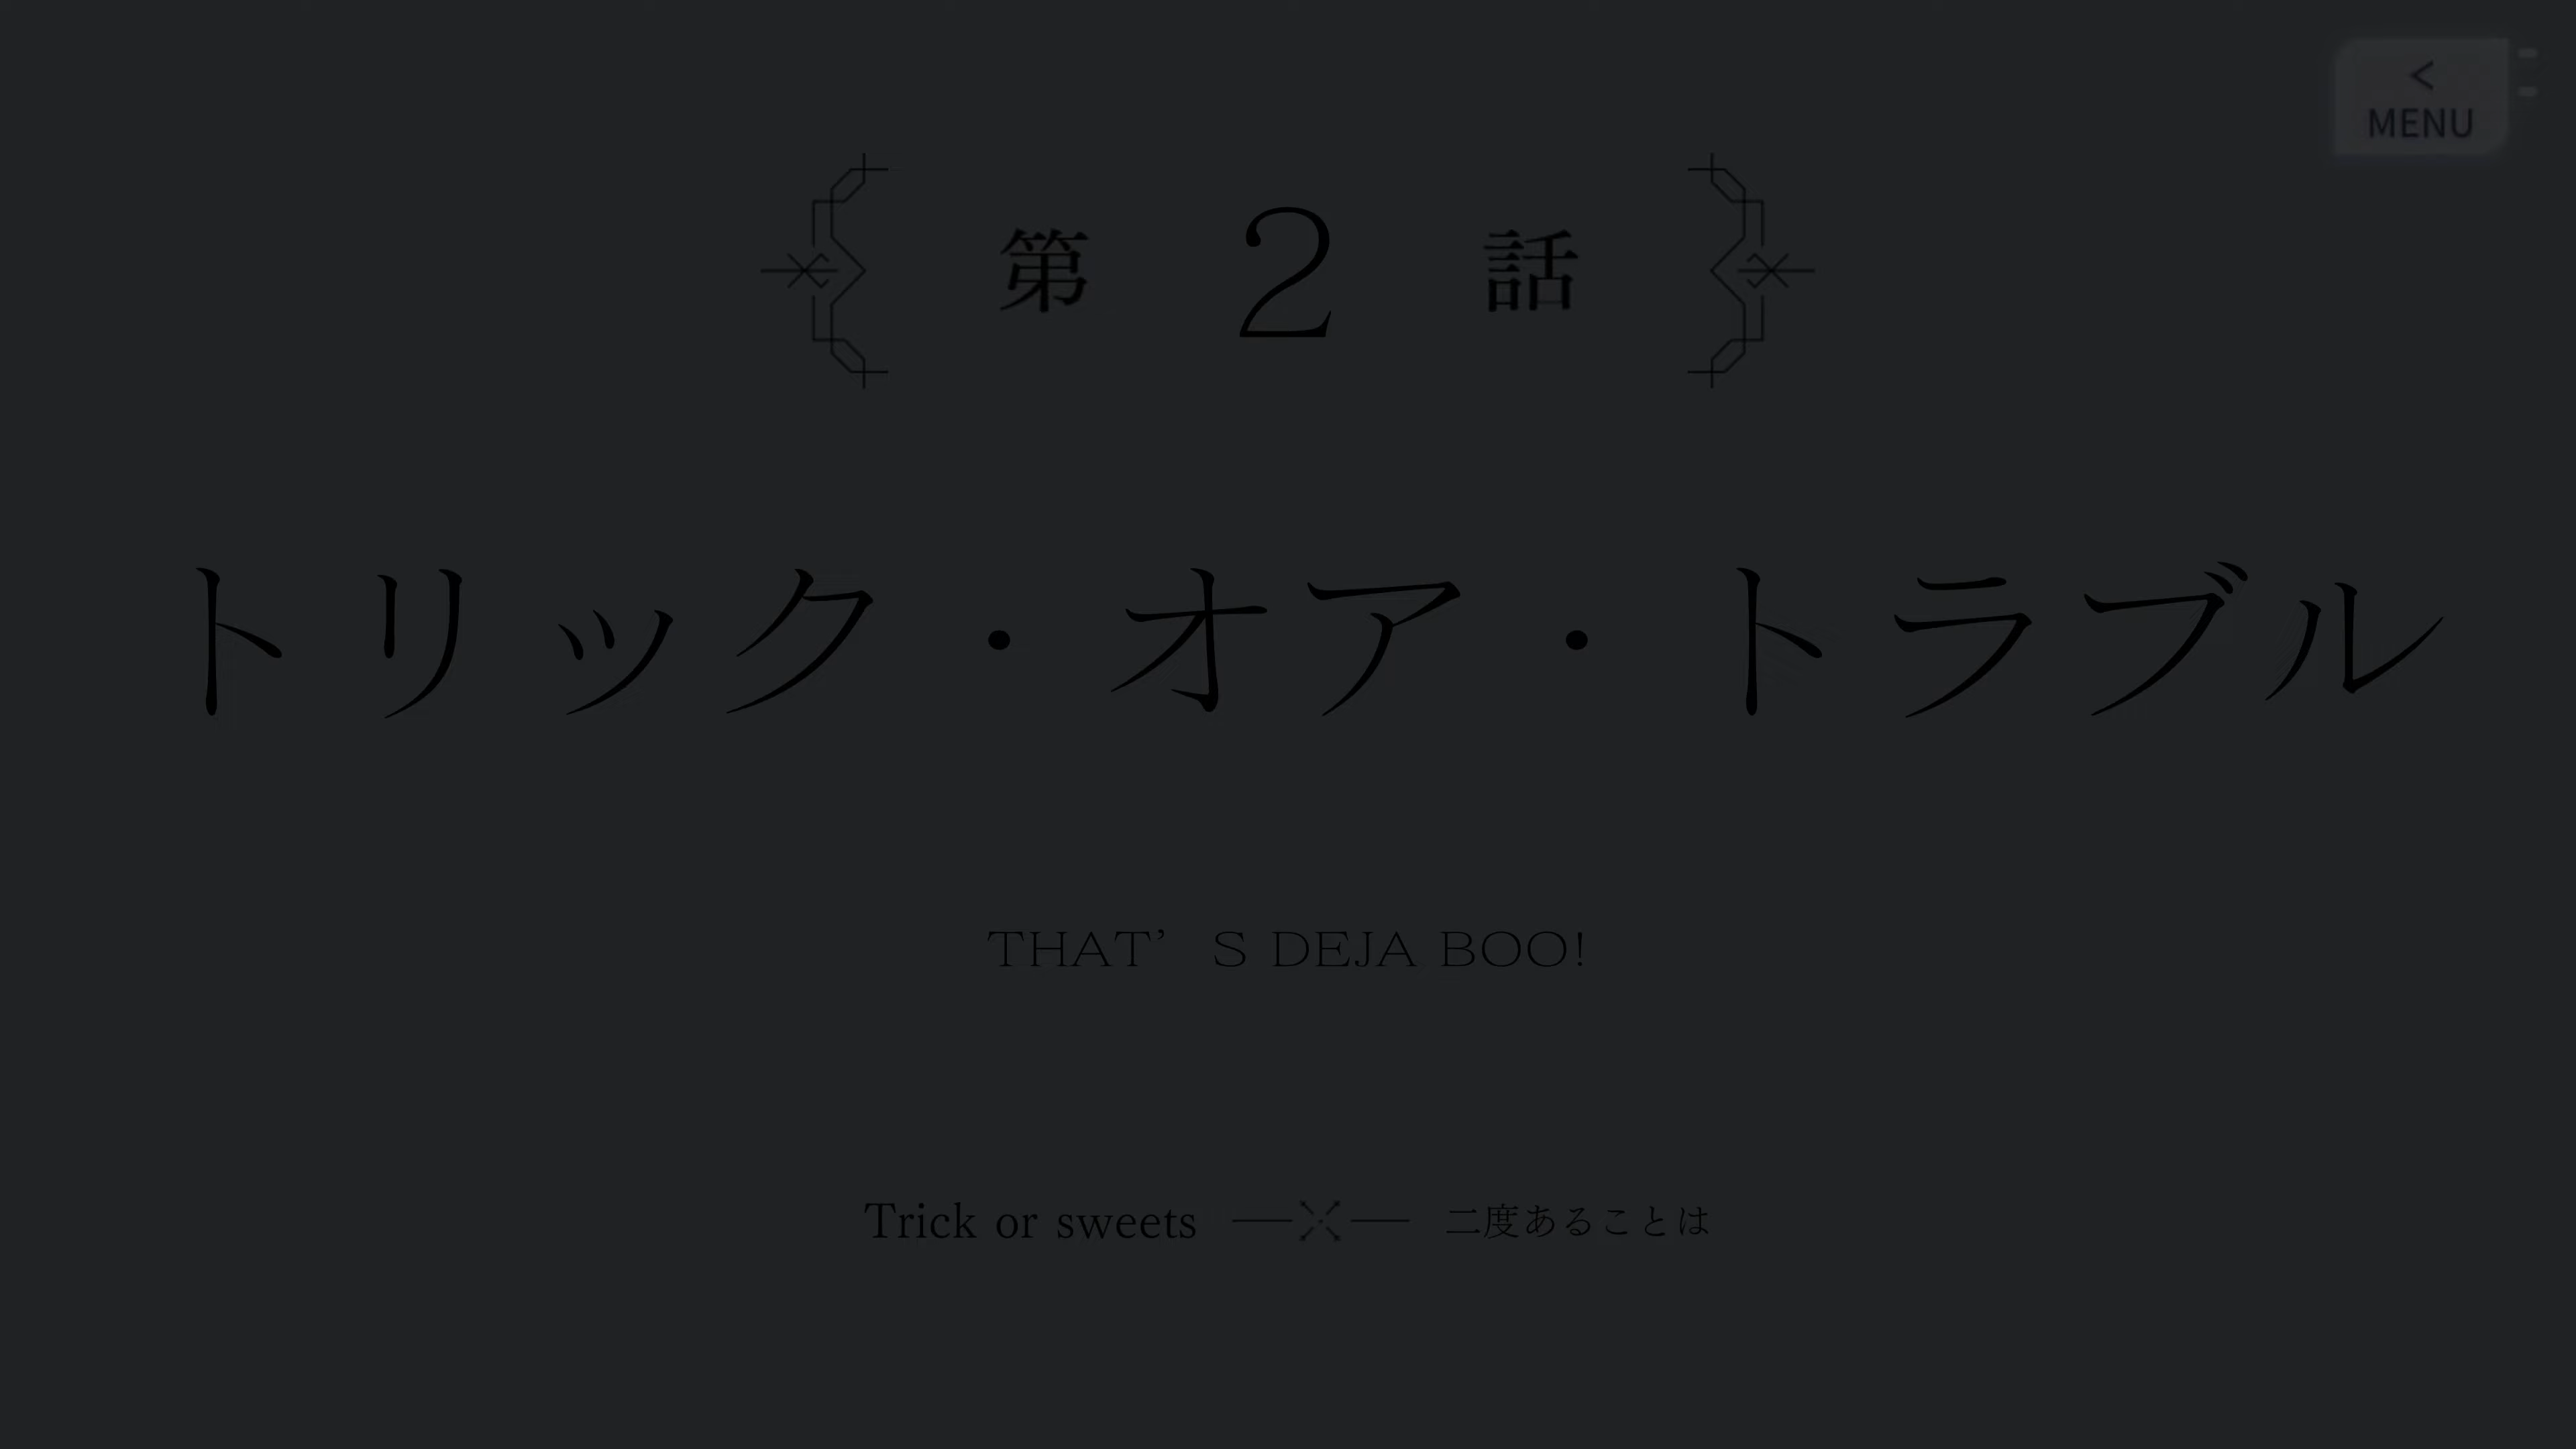 <
MENU
第 2 話
トリック・オア・トラブル
THAT’S DEJA BOO!
Trick or sweets 二度あることは